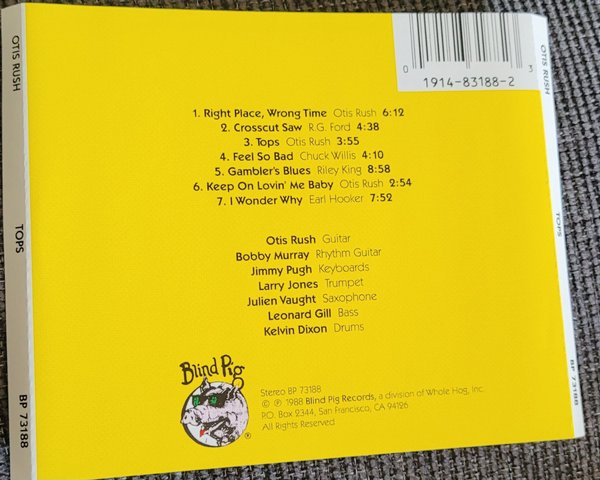 OTIS RUSH
TOPS
BP 73188
0 1914-83188-2 3
1. Right Place, Wrong Time Otis Rush 6:12
2. Crosscut Saw R.G. Ford 4:38
3. Tops Otis Rush 3:55
4. Feel So Bad Chuck Willis 4:10
5. Gambler's Blues Riley King 8:58
6. Keep On Lovin' Me Baby Otis Rush 2:54
7. I Wonder Why Earl Hooker 7:52
Otis Rush Guitar
Bobby Murray Rhythm Guitar
Jimmy Pugh Keyboards
Larry Jones Trumpet
Julien Vaught Saxophone
Leonard Gill Bass
Kelvin Dixon Drums
Blind Pig
®
Stereo BP 73188
© ℗ 1988 Blind Pig Records, a division of Whole Hog, Inc.
P.O. Box 2344, San Francisco, CA 94126
All Rights Reserved
OTIS RUSH
TOPS
BP 73188